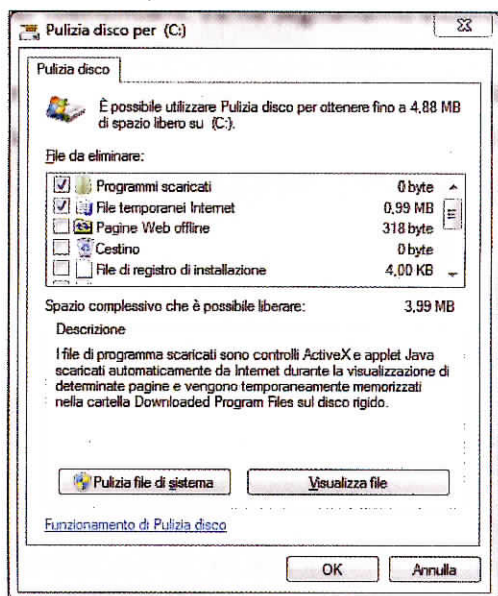 Pulizia disco per (C:)
Pulizia disco
È possibile utilizzare Pulizia disco per ottenere fino a 4,88 MB
di spazio libero su (C:).
File da eliminare:
Programmi scaricati 0 byte
File temporanei Internet 0,99 MB
Pagine Web offline 318 byte
Cestino 0 byte
File di registro di installazione 4,00 KB
Spazio complessivo che è possibile liberare: 3,99 MB
Descrizione
I file di programma scaricati sono controlli ActiveX e applet Java
scaricati automaticamente da Internet durante la visualizzazione di
determinate pagine e vengono temporaneamente memorizzati
nella cartella Downloaded Program Files sul disco rigido.
Pulizia file di sistema Visualizza file
Funzionamento di Pulizia disco
OK Annulla